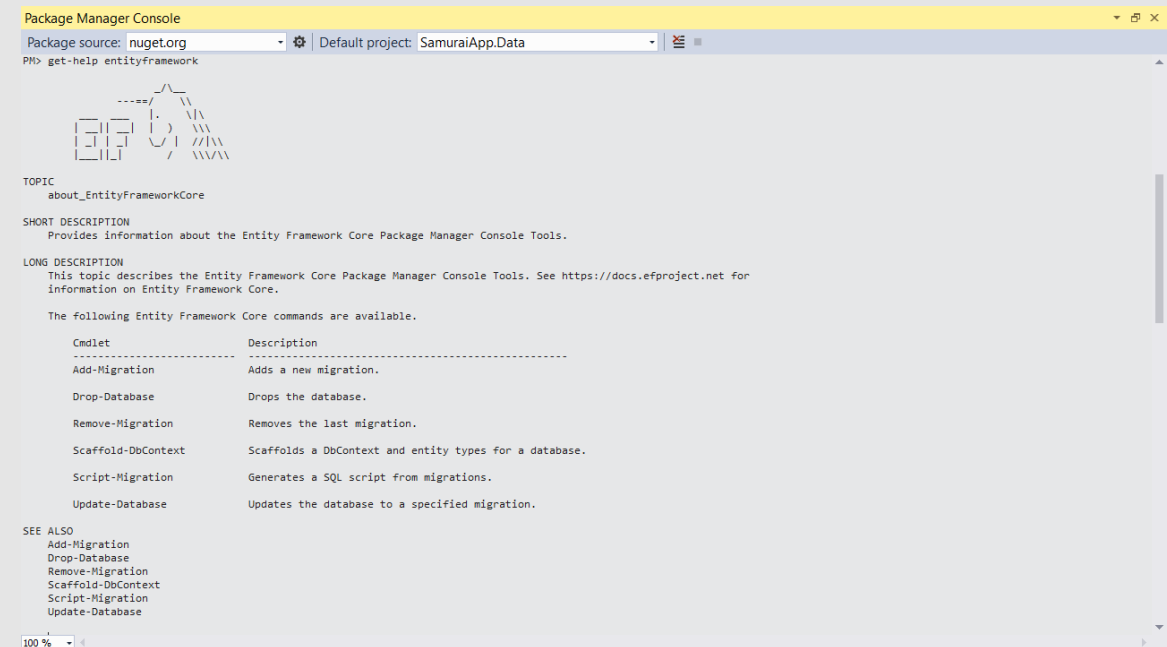 Package Manager Console
Package source: nuget.org Default project: SamuraiApp.Data
PM> get-help entityframework
                     _/\__
               ---==/    \\
         ___  ___   |.    \|\
        | __|| __|  |  )   \\\
        | _| | _|   \_/ |  //|\\
        |___||_|       /   \\\/\\
TOPIC
about_EntityFrameworkCore
SHORT DESCRIPTION
Provides information about the Entity Framework Core Package Manager Console Tools.
LONG DESCRIPTION
This topic describes the Entity Framework Core Package Manager Console Tools. See https://docs.efproject.net for
information on Entity Framework Core.
The following Entity Framework Core commands are available.
Cmdlet Description
-------------------------- ---------------------------------------------------
Add-Migration Adds a new migration.
Drop-Database Drops the database.
Remove-Migration Removes the last migration.
Scaffold-DbContext Scaffolds a DbContext and entity types for a database.
Script-Migration Generates a SQL script from migrations.
Update-Database Updates the database to a specified migration.
SEE ALSO
Add-Migration
Drop-Database
Remove-Migration
Scaffold-DbContext
Script-Migration
Update-Database
100 %